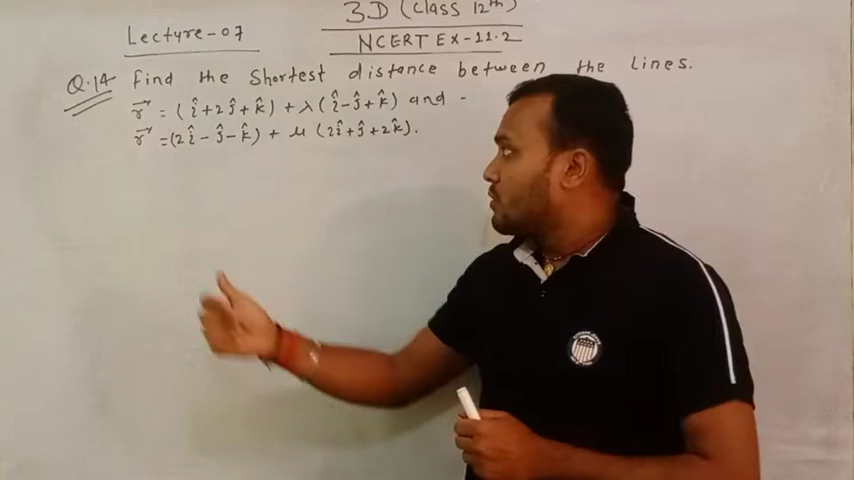 3D (Class 12th)
Lecture-07
NCERT EX-11.2
Q.14 Find the Shortest distance between the Lines.
r⃗ = (î+2ĵ+k̂) + λ(î-ĵ+k̂) and -
r⃗ =(2î-ĵ-k̂) + μ (2î+ĵ+2k̂).